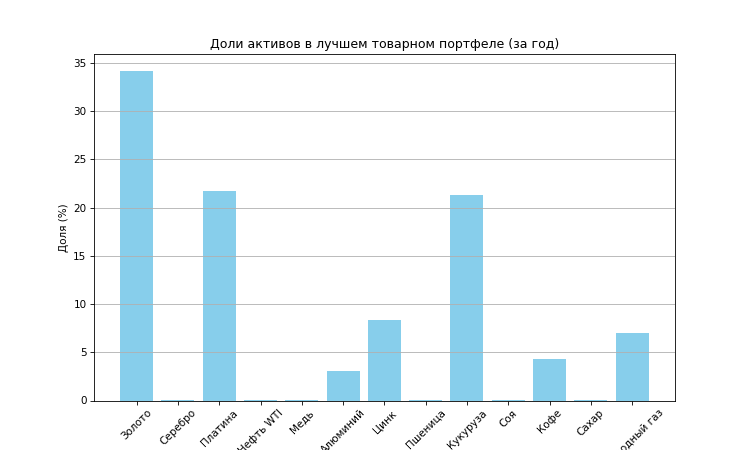 Доли активов в лучшем товарном портфеле (за год)
Доля (%)
35
30
25
20
15
10
5
0
Золото
Серебро
Платина
Нефть WTI
Медь
Алюминий
Цинк
Пшеница
Кукуруза
Соя
Кофе
Сахар
одный газ